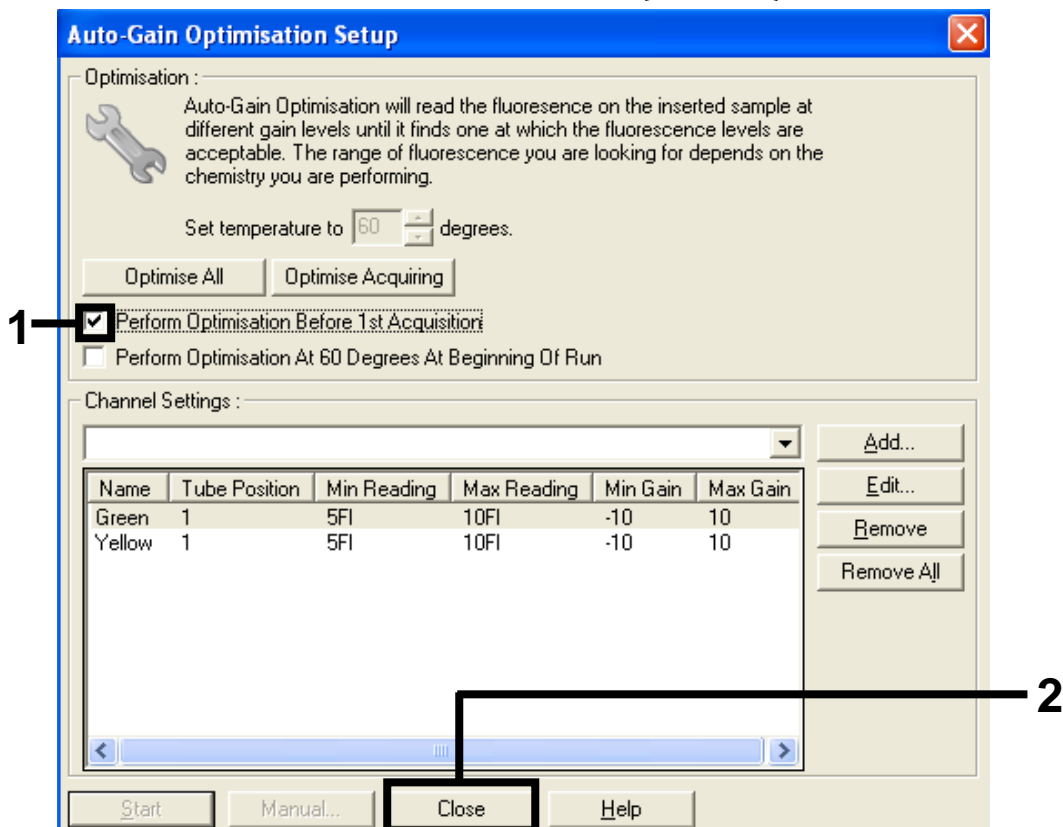 Auto-Gain Optimisation Setup
Optimisation :
Auto-Gain Optimisation will read the fluoresence on the inserted sample at
different gain levels until it finds one at which the fluorescence levels are
acceptable. The range of fluorescence you are looking for depends on the
chemistry you are performing.
Set temperature to 60 degrees.
Optimise All Optimise Acquiring
1 Perform Optimisation Before 1st Acquisition
Perform Optimisation At 60 Degrees At Beginning Of Run
Channel Settings :
Add...
Name Tube Position Min Reading Max Reading Min Gain Max Gain Edit...
Green 1 5Fl 10Fl -10 10
Yellow 1 5Fl 10Fl -10 10
Remove
Remove All
2
Start Manual... Close Help